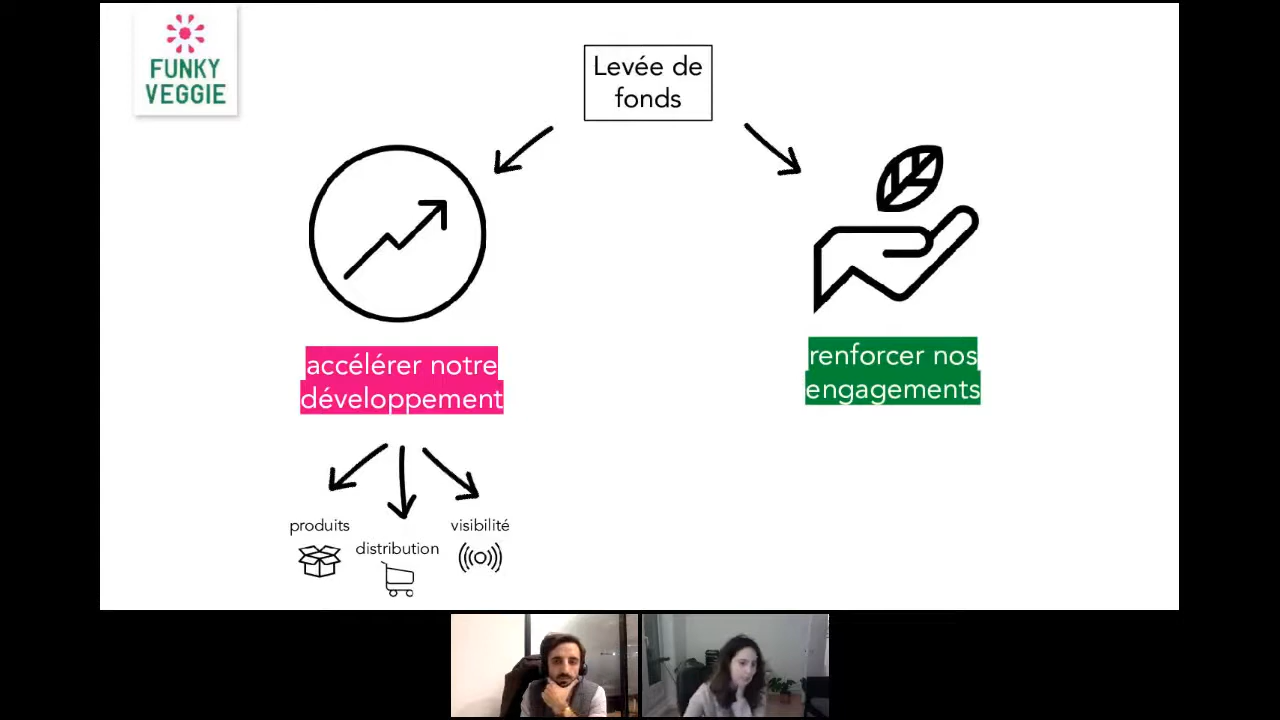 FUNKY
VEGGIE
Levée de
fonds
accélérer notre
développement
renforcer nos
engagements
produits
distribution
visibilité